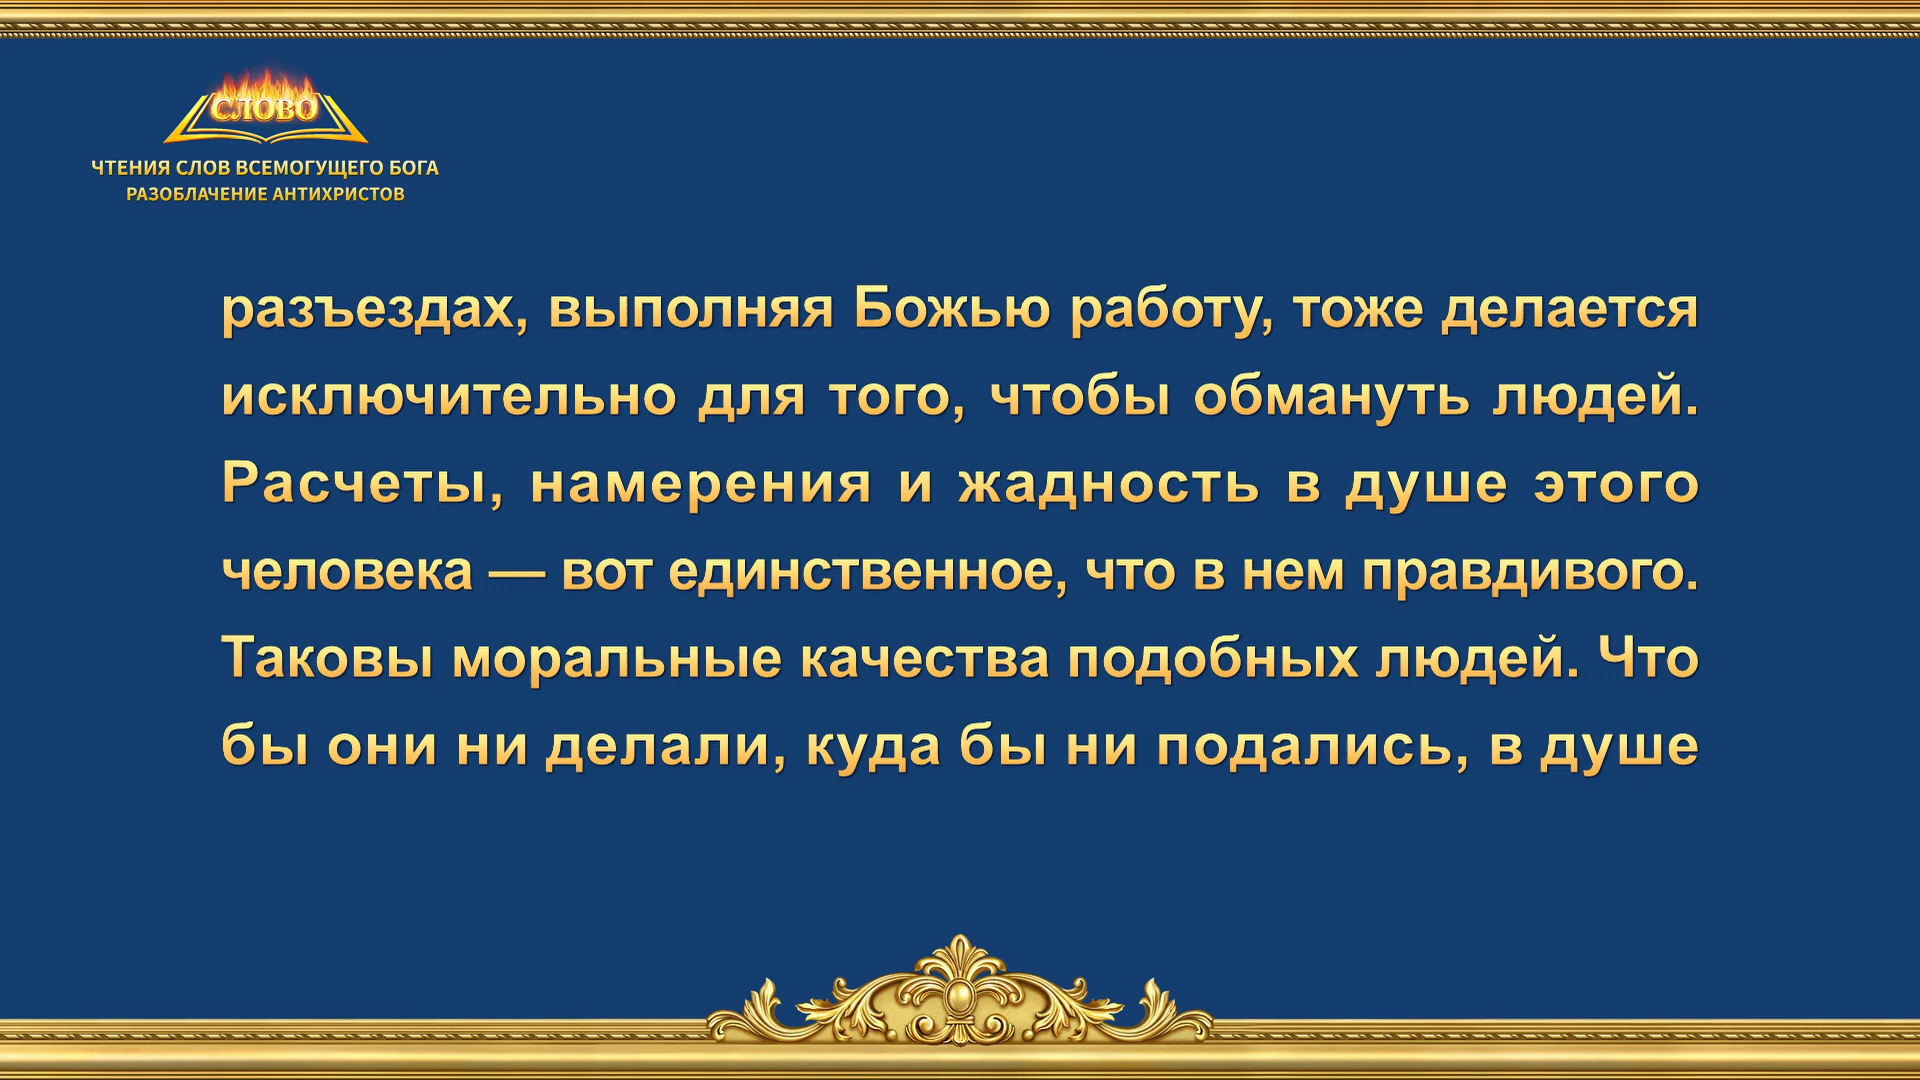 СЛОВО
ЧТЕНИЯ СЛОВ ВСЕМОГУЩЕГО БОГА
РАЗОБЛАЧЕНИЕ АНТИХРИСТОВ
разъездах, выполняя Божью работу, тоже делается
исключительно для того, чтобы обмануть людей.
Расчеты, намерения и жадность в душе этого
человека — вот единственное, что в нем правдивого.
Таковы моральные качества подобных людей. Что
бы они ни делали, куда бы ни подались, в душе